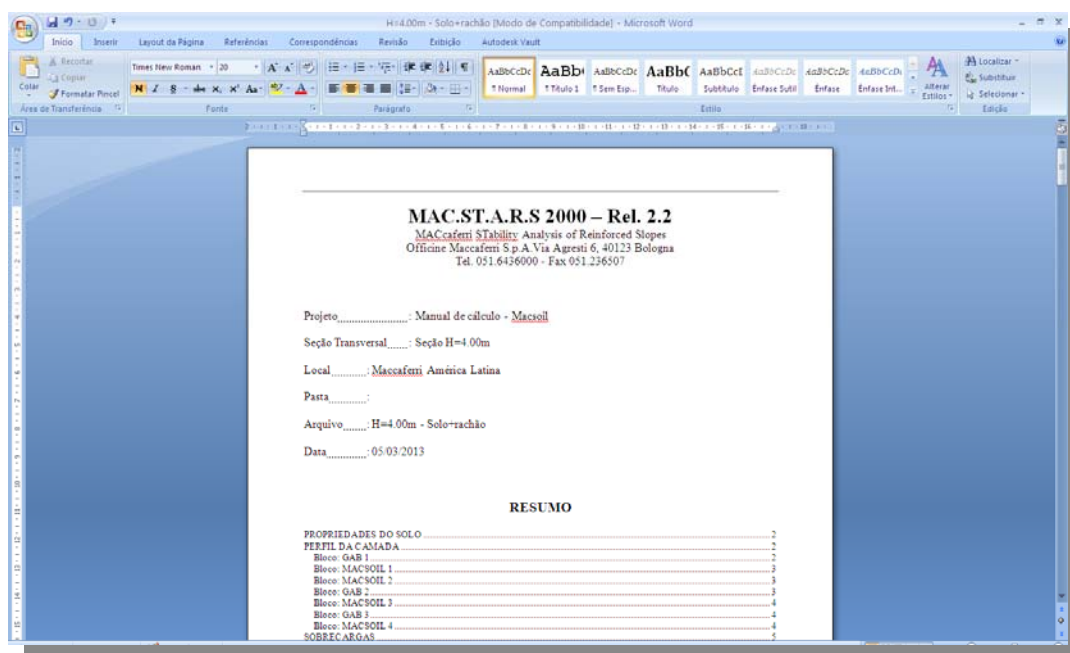 H=4.00m - Solo+rachão [Modo de Compatibilidade] - Microsoft Word
Início Inserir Layout da Página Referências Correspondências Revisão Exibição Autodesk Vault
Colar
Recortar
Copiar
Formatar Pincel
Área de Transferência
Times New Roman 20
N I S abe X₂ X² Aa
Fonte
Parágrafo
AaBbCcDc AaBb AaBbCcDc AaBb( AaBbCcI AaBbCcDc AaBbCcDc AaBbCcDt
¶ Normal ¶ Título 1 ¶ Sem Esp... Título Subtítulo Ênfase Sutil Ênfase Ênfase Int...
Alterar Estilos
Estilo
Localizar
Substituir
Selecionar
Edição
MAC.ST.A.R.S 2000 – Rel. 2.2
MACcaferri STability Analysis of Reinforced Slopes
Officine Maccaferri S.p.A.Via Agresti 6, 40123 Bologna
Tel. 051.6436000 - Fax 051.236507
Projeto : Manual de cálculo - Macsoil
Seção Transversal : Seção H=4.00m
Local : Maccaferri América Latina
Pasta :
Arquivo : H=4.00m - Solo+rachão
Data : 05/03/2013
RESUMO
PROPRIEDADES DO SOLO 2
PERFIL DA CAMADA 2
Bloco: GAB 1 2
Bloco: MACSOIL 1 3
Bloco: MACSOIL 2 3
Bloco: GAB 2 3
Bloco: MACSOIL 3 4
Bloco: GAB 3 4
Bloco: MACSOIL 4 4
SOBRECARGAS 5